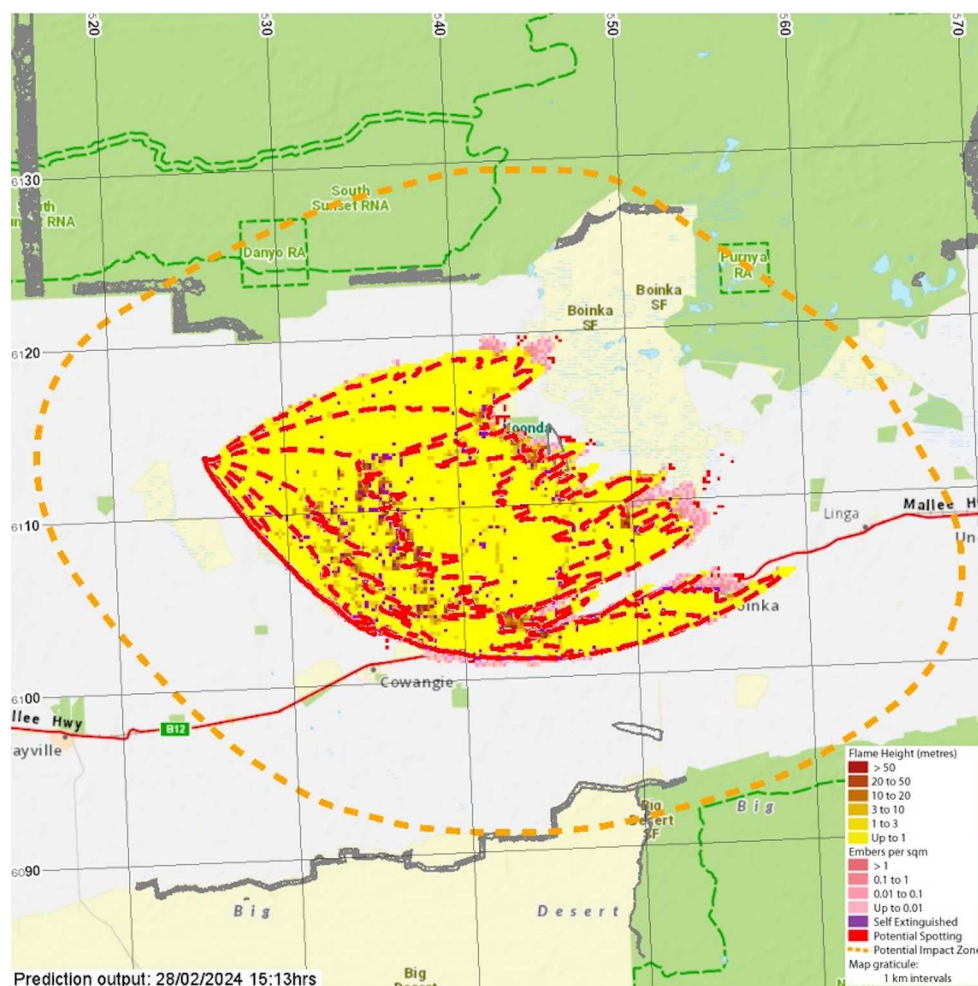 520
530
540
550
560
570
6130
South
Sunset RNA
RNA
Danyo RA
Purnya
RA
Boinka
SF
Boinka
SF
6120
6110
Linga
Mallee H
Un
oinka
6100
Cowangie
llee Hwy
B12
ayville
Big
Desert
SF
Big
6090
Big
Desert
Big
Desert
Flame Height (metres)
> 50
20 to 50
10 to 20
3 to 10
1 to 3
Up to 1
Embers per sqm
> 1
0.1 to 1
0.01 to 0.1
Up to 0.01
Self Extinguished
Potential Spotting
Potential Impact Zone
Map graticule:
1 km intervals
Prediction output: 28/02/2024 15:13hrs